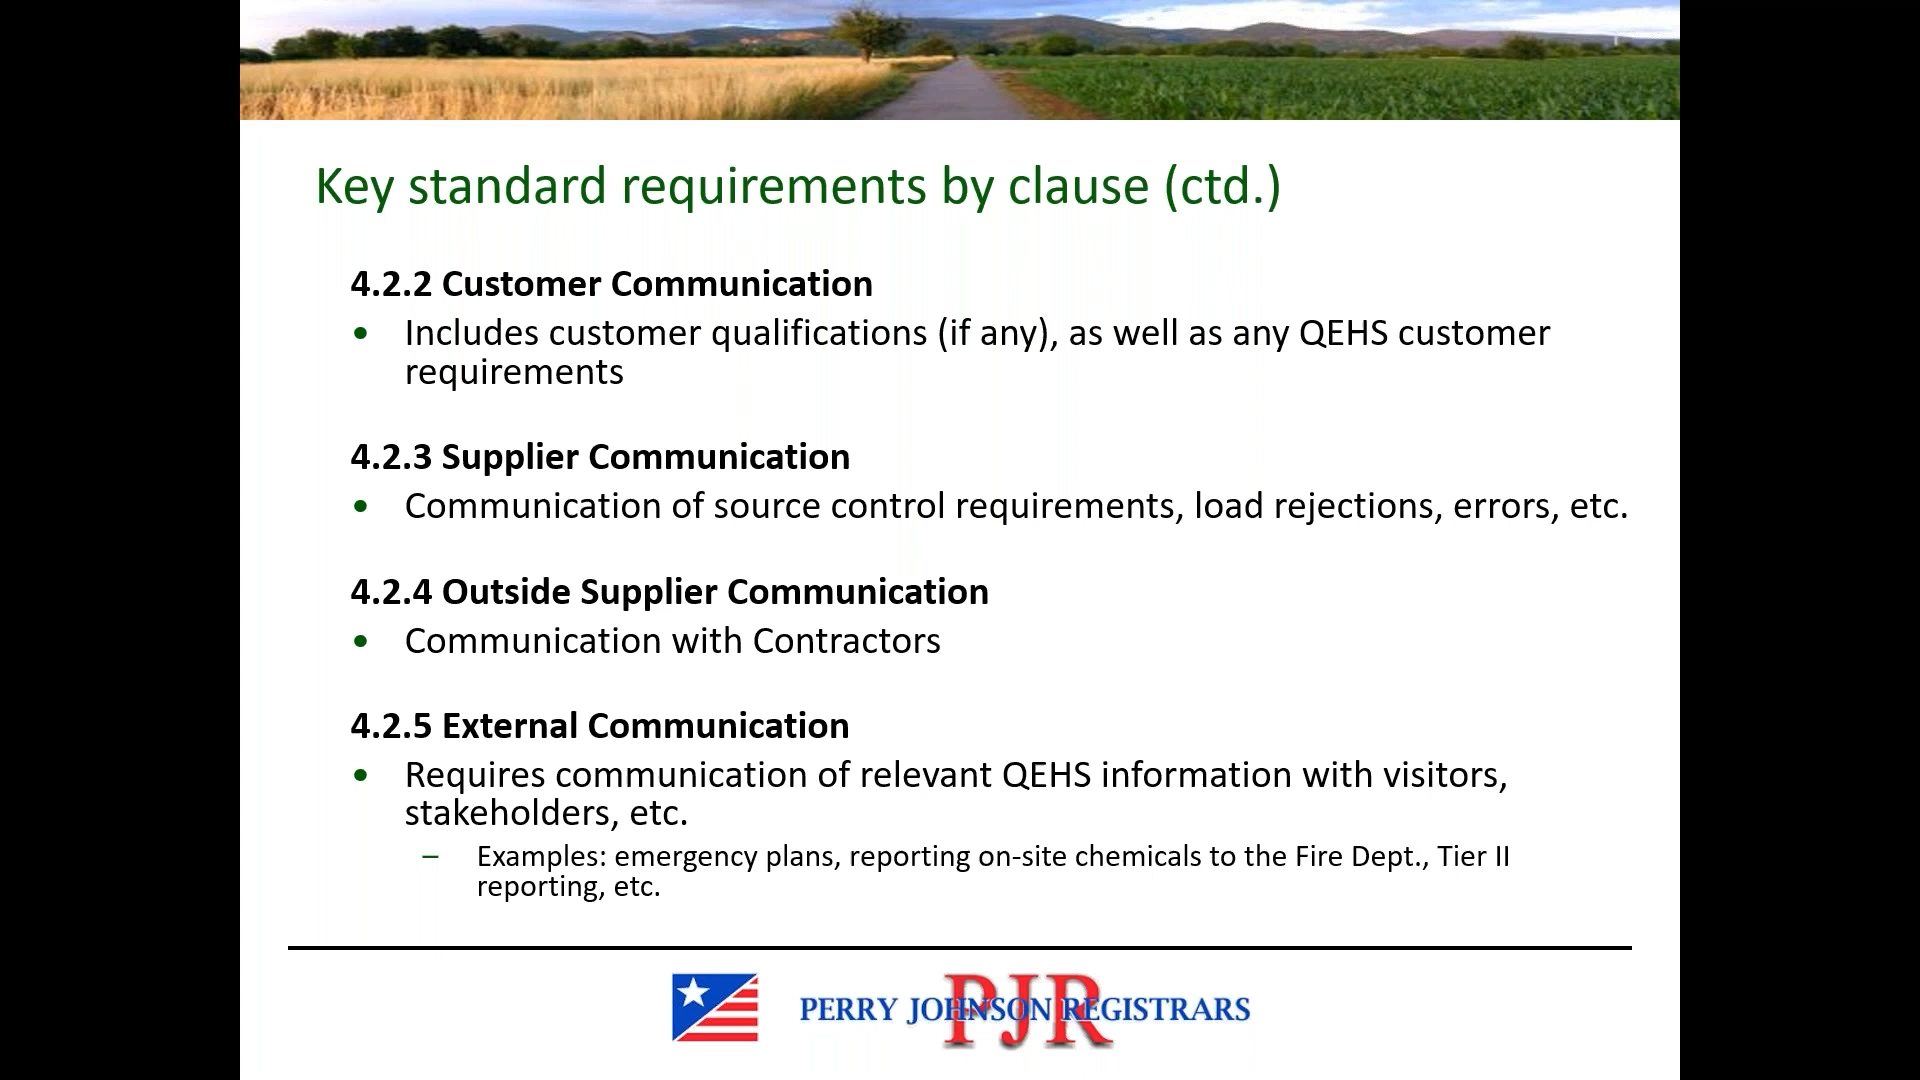 Key standard requirements by clause (ctd.)
4.2.2 Customer Communication
• Includes customer qualifications (if any), as well as any QEHS customer
requirements
4.2.3 Supplier Communication
• Communication of source control requirements, load rejections, errors, etc.
4.2.4 Outside Supplier Communication
• Communication with Contractors
4.2.5 External Communication
• Requires communication of relevant QEHS information with visitors,
stakeholders, etc.
– Examples: emergency plans, reporting on-site chemicals to the Fire Dept., Tier II
reporting, etc.
PJR
PERRY JOHNSON REGISTRARS